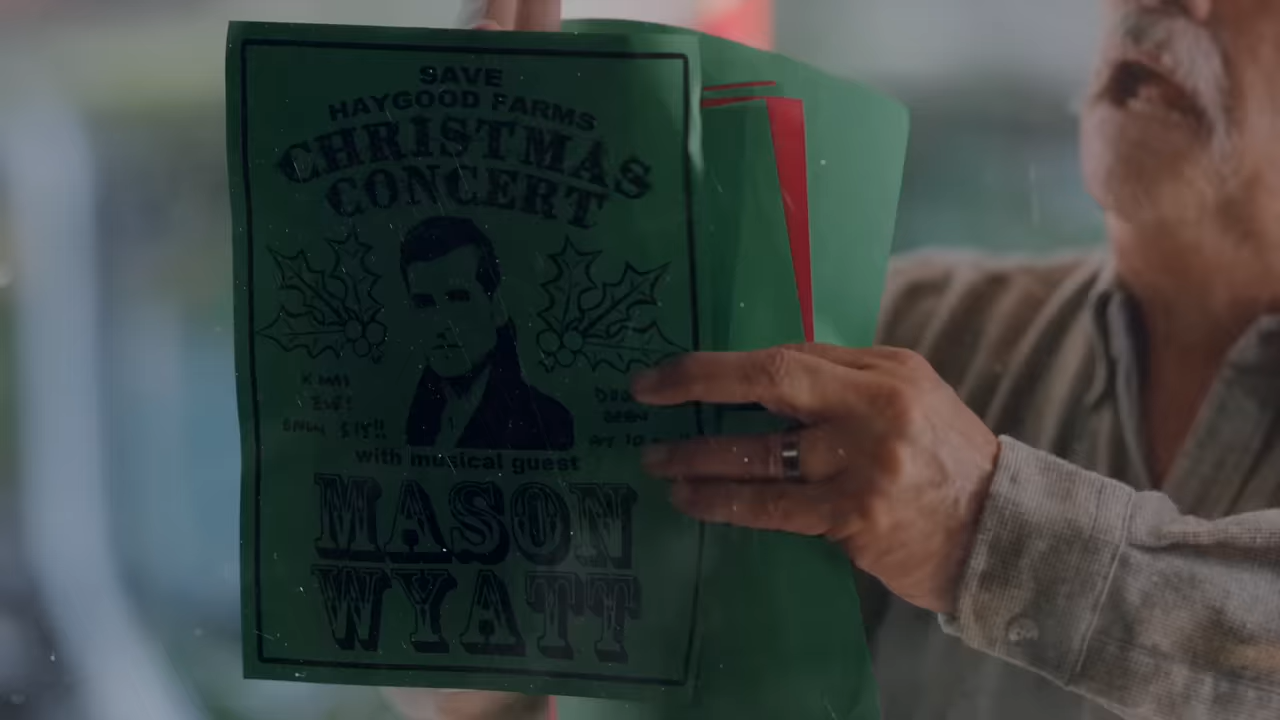 SAVE
HAYGOOD FARMS
CHRISTMAS
CONCERT
with musical guest
MASON
WYATT